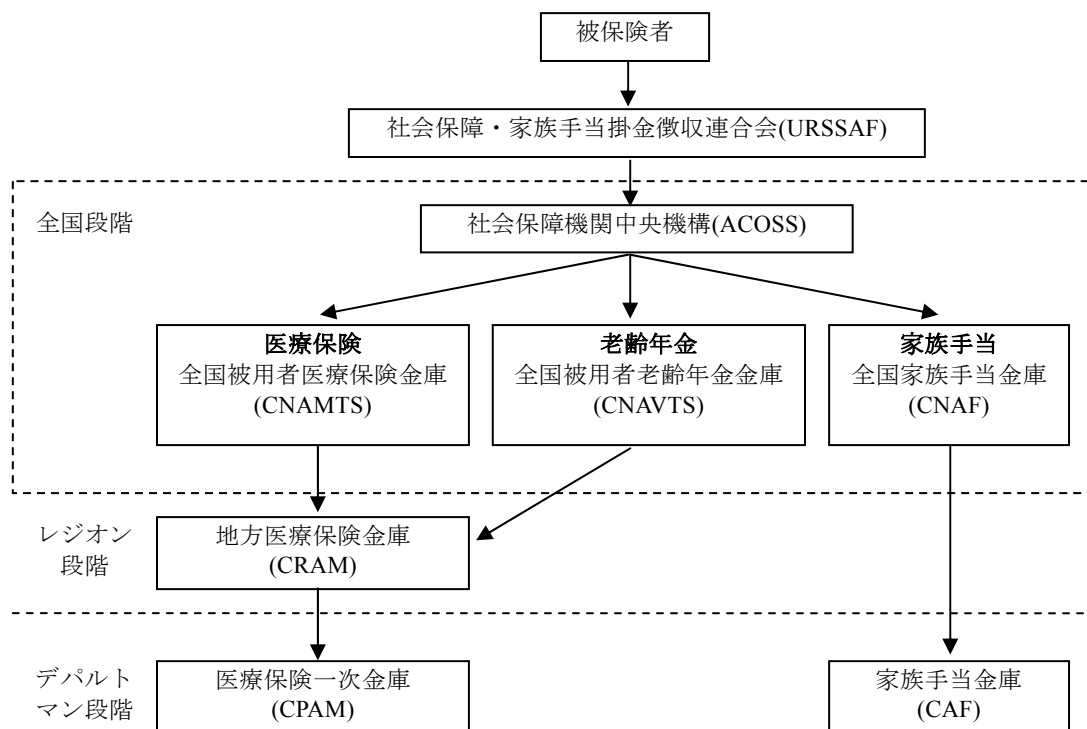 被保険者
社会保障・家族手当掛金徴収連合会(URSSAF)
全国段階
社会保障機関中央機構(ACOSS)
医療保険
全国被用者医療保険金庫
(CNAMTS)
老齢年金
全国被用者老齢年金金庫
(CNAVTS)
家族手当
全国家族手当金庫
(CNAF)
レジオン
段階
地方医療保険金庫
(CRAM)
デパルト
マン段階
医療保険一次金庫
(CPAM)
家族手当金庫
(CAF)